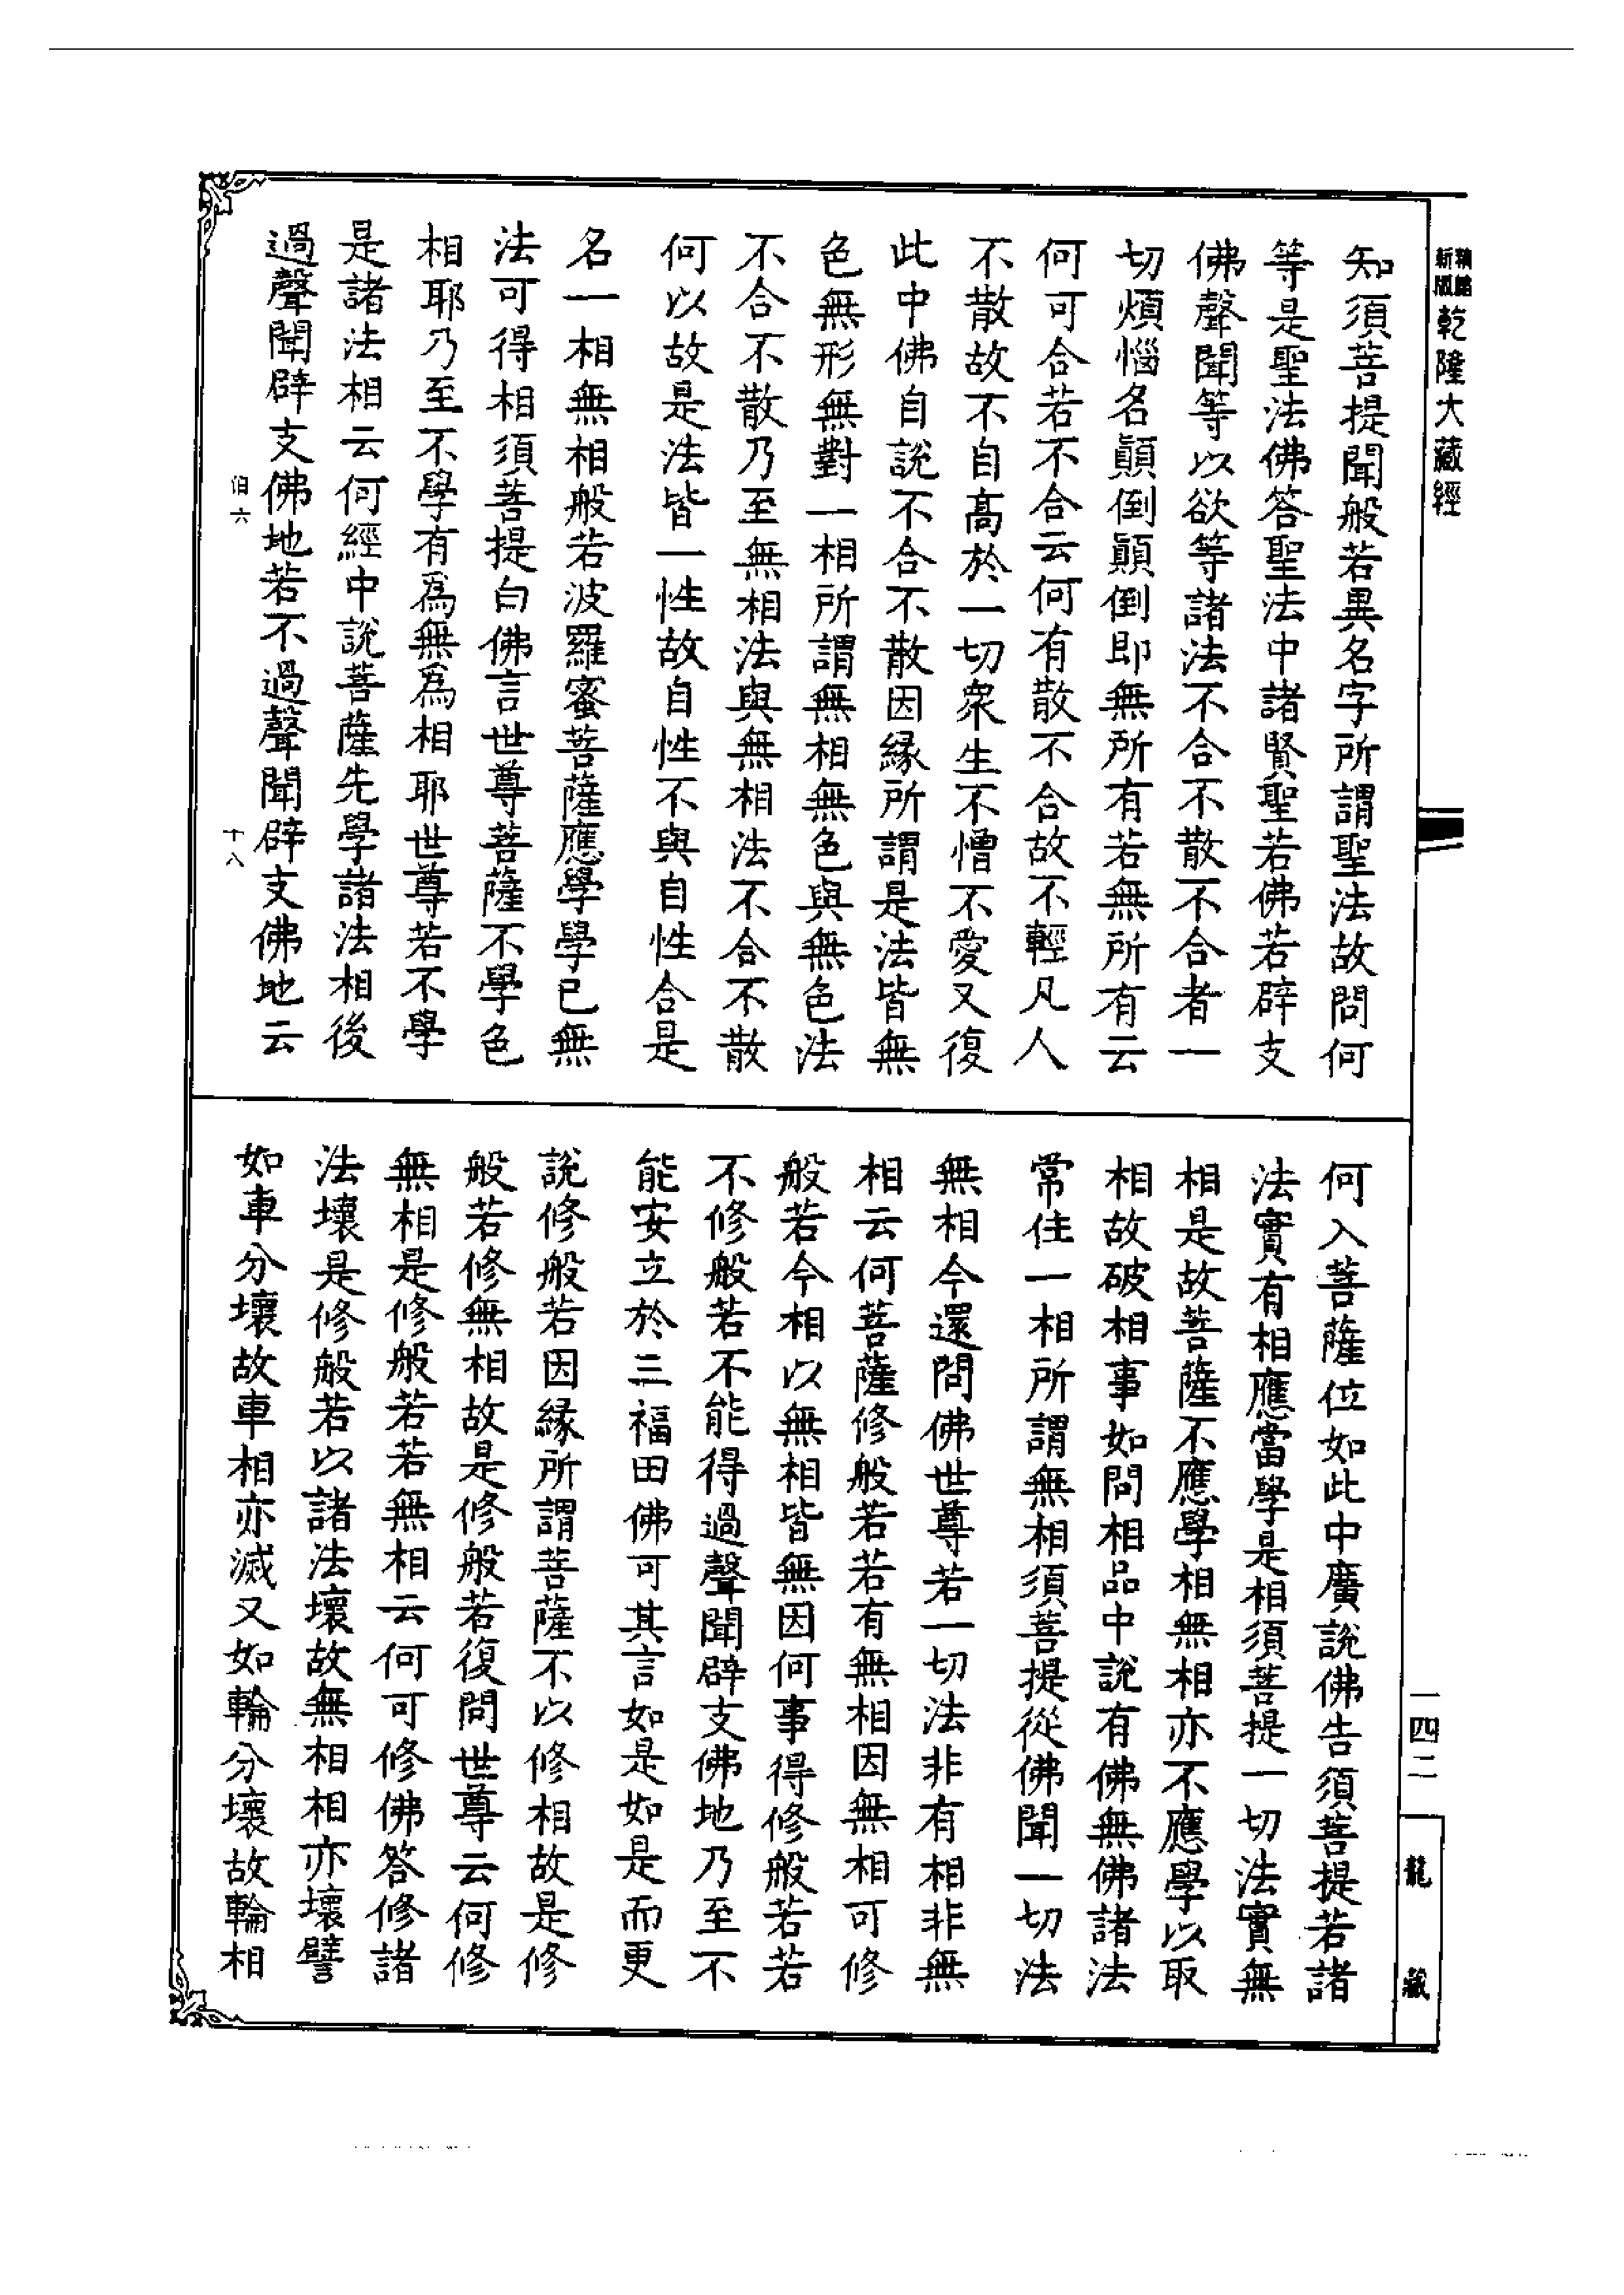 新版
乾隆大藏經
知須菩提聞般若異名字所謂聖法故問何
等是聖法佛答聖法中諸賢聖若佛若辟支
佛聲聞等以欲等諸法不合不散不合者一
切煩惱名顛倒顛倒即無所有若無所有云
何可合若不合云何有散不合故不輕凡人
不散故不自高於一切衆生不憎不愛又復
此中佛自說不合不散因緣所謂是法皆無
色無形無對一相所謂無相無色與無色法
不合不散乃至無相法與無相法不合不散
何以故是法皆一性故自性不與自性合是
名一相無相般若波羅蜜菩薩應學學已無
法可得相須菩提白佛言世尊菩薩不學色
相耶乃至不學有爲無爲相耶世尊若不學
是諸法相云何經中說菩薩先學諸法相後
過聲聞辟支佛地若不過聲聞辟支佛地云
伯六
十八
何入菩薩位如此中廣說佛告須菩提若諸
法實有相應當學是相須菩提一切法實無
相是故菩薩不應學相無相亦不應學以取
相故破相事如問相品中說有佛無佛諸法
常住一相所謂無相須菩提從佛聞一切法
無相今還問佛世尊若一切法非有相非無
相云何菩薩修般若若有無相因無相可修
般若今相以無相皆無因何事得修般若若
不修般若不能得過聲聞辟支佛地乃至不
能安立於三福田佛可其言如是如是而更
說修般若因緣所謂菩薩不以修相故是修
般若修無相故是修般若復問世尊云何修
無相是修般若若無相云何可修佛答修諸
法壞是修般若以諸法壞故無相相亦壞譬
如車分壞故車相亦滅又如輪分壞故輪相
一四二
龍藏